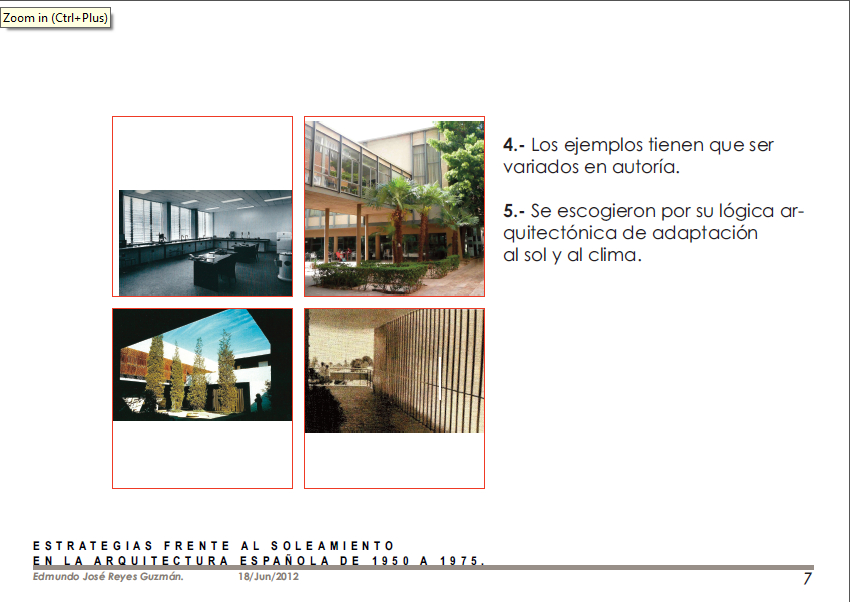 Zoom in (Ctrl+Plus)
4.- Los ejemplos tienen que ser
variados en autoría.
5.- Se escogieron por su lógica ar-
quitectónica de adaptación
al sol y al clima.
ESTRATEGIAS FRENTE AL SOLEAMIENTO
EN LA ARQUITECTURA ESPAÑOLA DE 1950 A 1975.
Edmundo José Reyes Guzmán. 18/Jun/2012
7